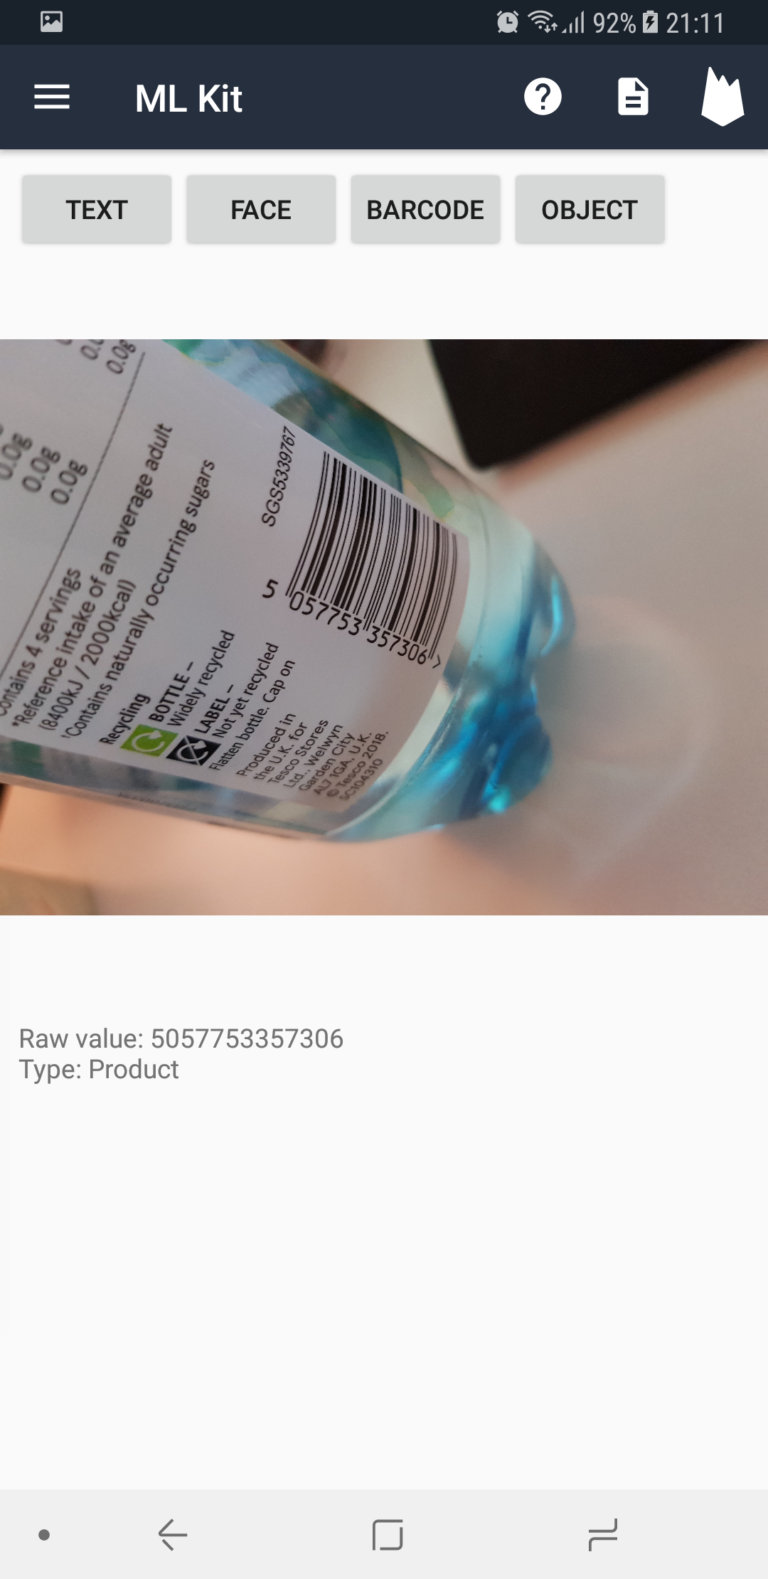 92% 21:11
ML Kit
TEXT FACE BARCODE OBJECT
0.0g
0.0g
0.0g
0.0g
Contains 4 servings
*Reference intake of an average adult
(8400kJ / 2000kcal)
Contains naturally occurring sugars
Recycling
BOTTLE –
Widely recycled
LABEL –
Not yet recycled
Flatten bottle. Cap on
Produced in
the U.K. for
Tesco Stores
Ltd., Welwyn
Garden City
AL7 1GA, U.K.
© Tesco 2018.
SC104310
SGS5339767
5 057753 357306 >
Raw value: 5057753357306
Type: Product